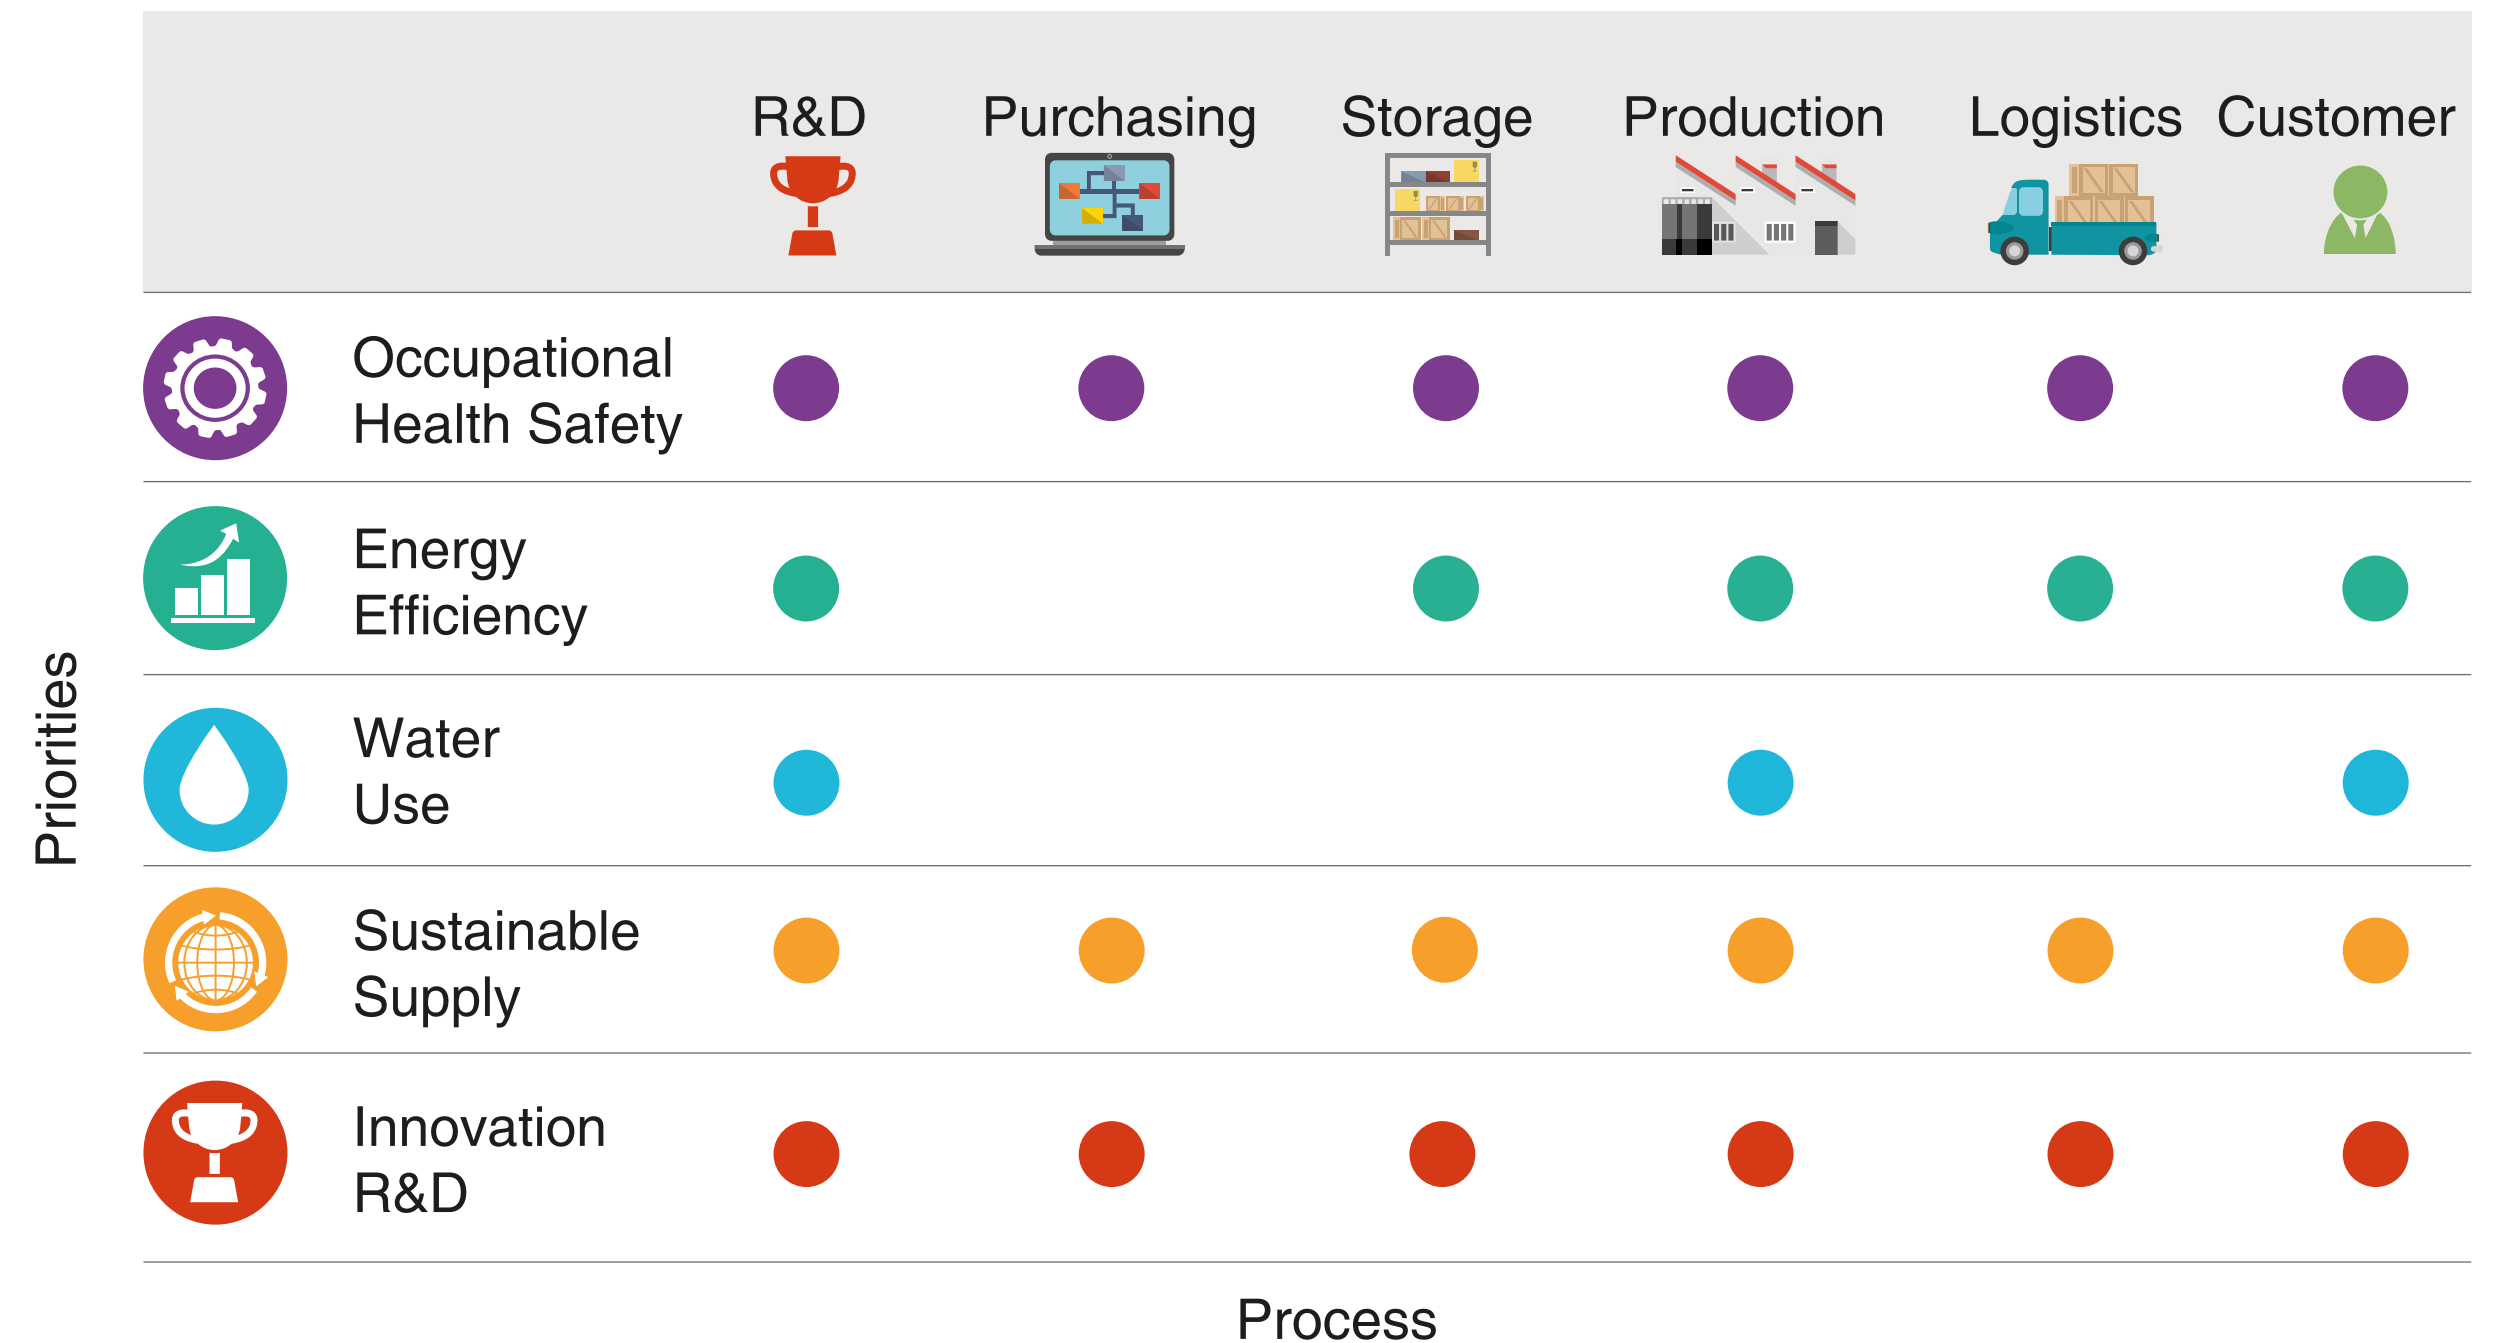 R&D Purchasing Storage Production Logistics Customer
Occupational
Health Safety
Energy
Efficiency
Priorities
Water
Use
Sustainable
Supply
Innovation
R&D
Process